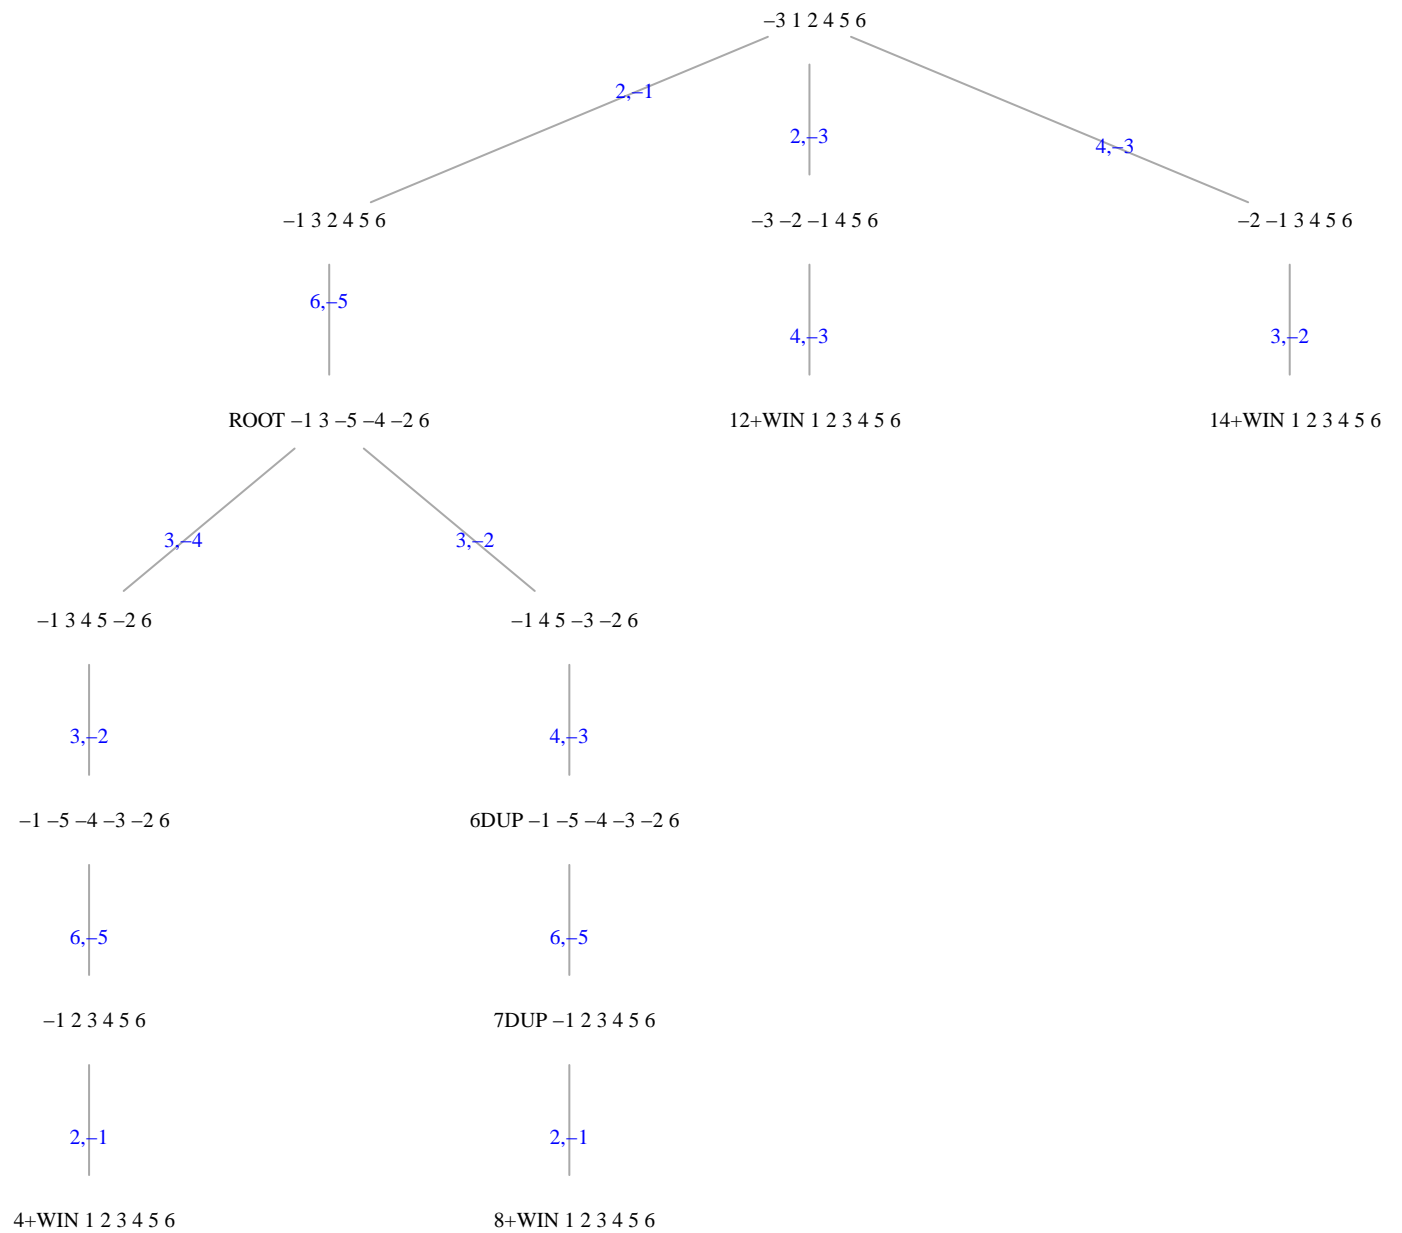 –3 1 2 4 5 6
2,–1
2,–3
4,–3
–1 3 2 4 5 6
–3 –2 –1 4 5 6
–2 –1 3 4 5 6
6,–5
4,–3
3,–2
ROOT –1 3 –5 –4 –2 6
12+WIN 1 2 3 4 5 6
14+WIN 1 2 3 4 5 6
3,–4
3,–2
–1 3 4 5 –2 6
–1 4 5 –3 –2 6
3,–2
4,–3
–1 –5 –4 –3 –2 6
6DUP –1 –5 –4 –3 –2 6
6,–5
6,–5
–1 2 3 4 5 6
7DUP –1 2 3 4 5 6
2,–1
2,–1
4+WIN 1 2 3 4 5 6
8+WIN 1 2 3 4 5 6